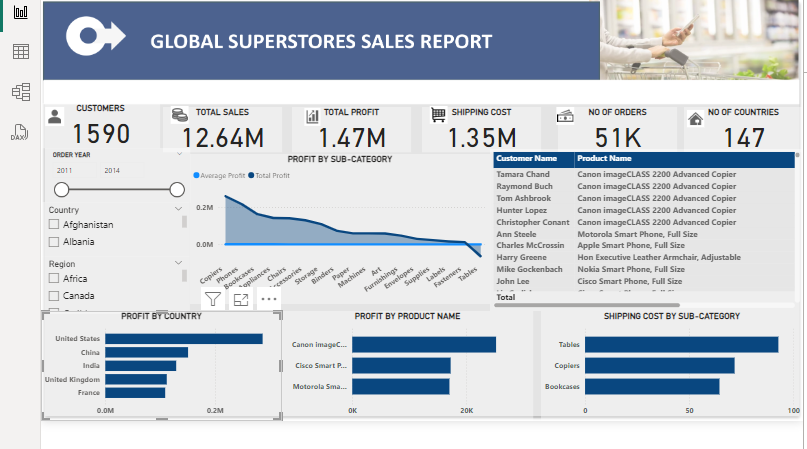 GLOBAL SUPERSTORES SALES REPORT
CUSTOMERS
1590
TOTAL SALES
12.64M
TOTAL PROFIT
1.47M
SHIPPING COST
1.35M
NO OF ORDERS
51K
NO OF COUNTRIES
147
DAX
ORDER YEAR
2011 2014
Country
Afghanistan
Albania
Region
Africa
Canada
PROFIT BY SUB-CATEGORY
Average Profit Total Profit
0.2M
0.0M
Copiers
Phones
Bookcases
Appliances
Chairs
Accessories
Storage
Binders
Paper
Machines
Art
Furnishings
Envelopes
Supplies
Labels
Fasteners
Tables
Customer Name Product Name
Tamara Chand Canon imageCLASS 2200 Advanced Copier
Raymond Buch Canon imageCLASS 2200 Advanced Copier
Tom Ashbrook Canon imageCLASS 2200 Advanced Copier
Hunter Lopez Canon imageCLASS 2200 Advanced Copier
Christopher Conant Canon imageCLASS 2200 Advanced Copier
Ann Steele Motorola Smart Phone, Full Size
Charles McCrossin Apple Smart Phone, Full Size
Harry Greene Hon Executive Leather Armchair, Adjustable
Mike Gockenbach Nokia Smart Phone, Full Size
John Lee Cisco Smart Phone, Full Size
Total
PROFIT BY COUNTRY
United States
China
India
United Kingdom
France
0.0M 0.2M
PROFIT BY PRODUCT NAME
Canon imageC...
Cisco Smart P...
Motorola Sma...
0K 20K
SHIPPING COST BY SUB-CATEGORY
Tables
Copiers
Bookcases
0 50 100